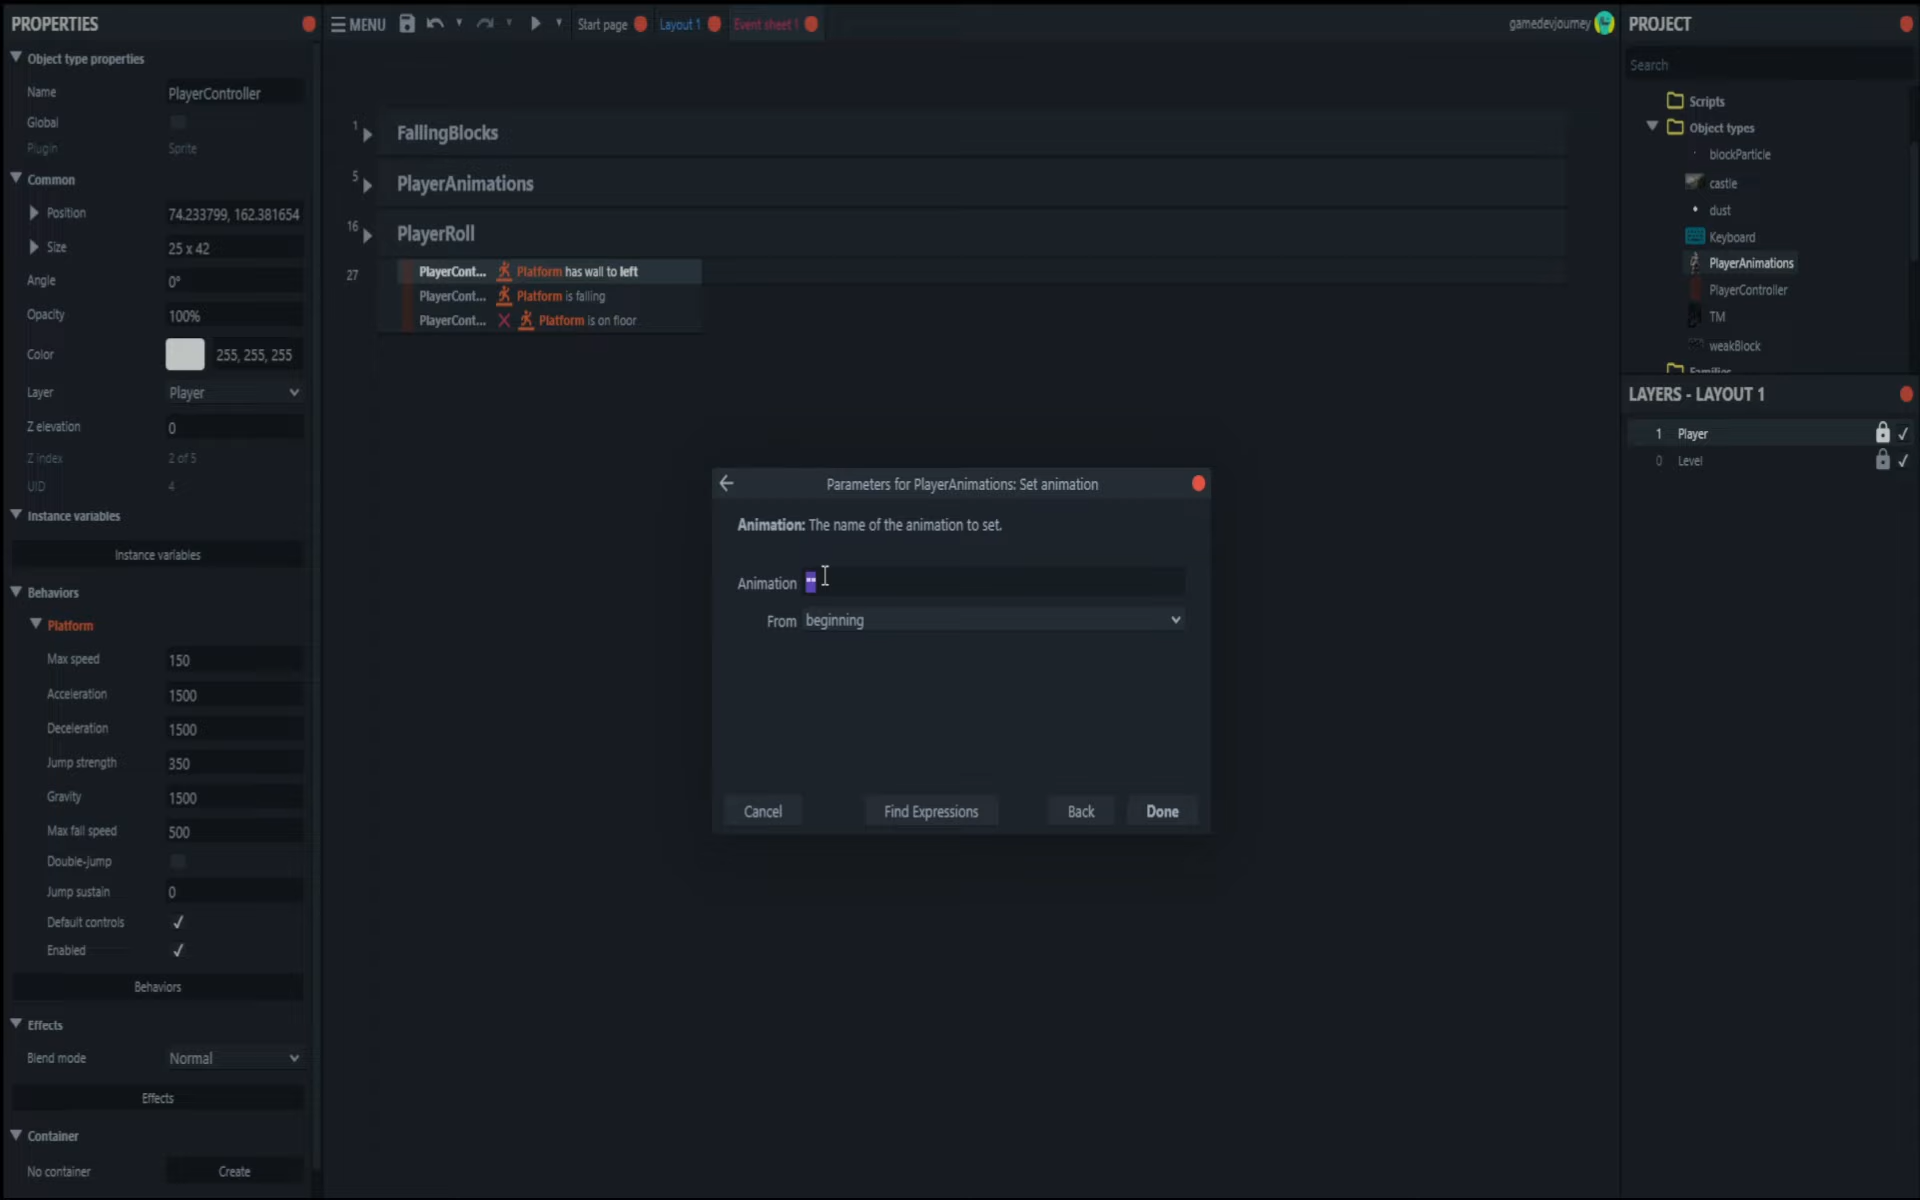 PROPERTIES
Object type properties
Name PlayerController
Global
Plugin Sprite
Common
Position 74.233799, 162.381654
Size 25 x 42
Angle 0°
Opacity 100%
Color 255, 255, 255
Layer Player
Z elevation 0
Z index 2 of 5
UID 4
Instance variables
Instance variables
Behaviors
Platform
Max speed 150
Acceleration 1500
Deceleration 1500
Jump strength 350
Gravity 1500
Max fall speed 500
Double-jump
Jump sustain 0
Default controls ✓
Enabled ✓
Behaviors
Effects
Blend mode Normal
Effects
Container
No container Create
MENU Start page Layout 1 Event sheet 1 gamedevjourney
1 FallingBlocks
5 PlayerAnimations
16 PlayerRoll
27 PlayerCont... Platform has wall to left
PlayerCont... Platform is falling
PlayerCont... Platform is on floor
Parameters for PlayerAnimations: Set animation
Animation: The name of the animation to set.
Animation ""
From beginning
Cancel Find Expressions Back Done
PROJECT
Search
Scripts
Object types
blockParticle
castle
dust
Keyboard
PlayerAnimations
PlayerController
TM
weakBlock
Families
LAYERS - LAYOUT 1
1 Player
0 Level